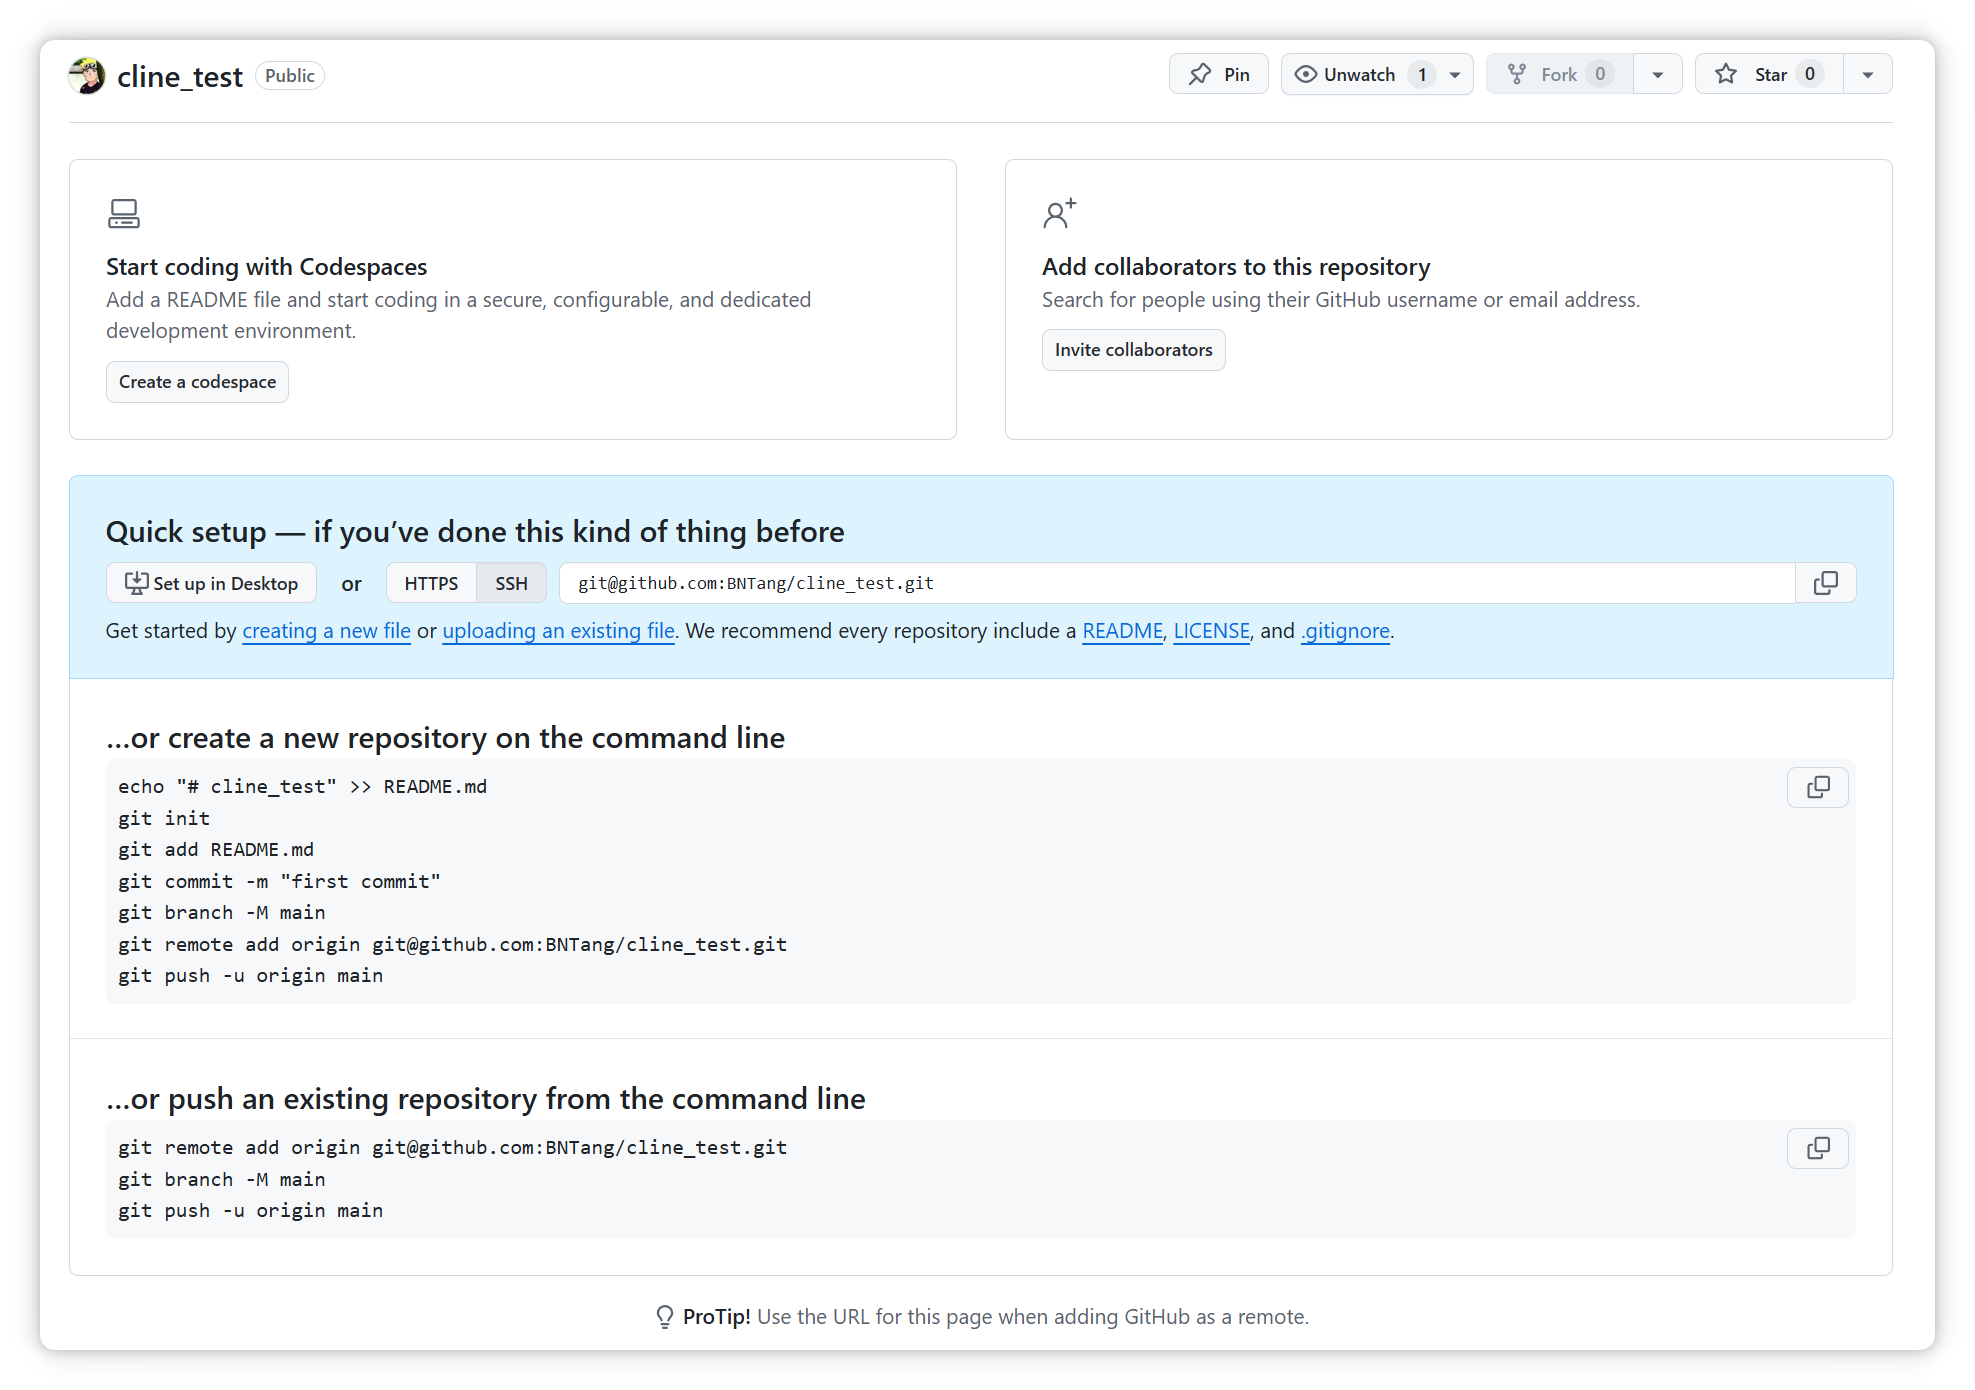 cline_test Public Pin Unwatch 1 Fork 0 Star 0
Start coding with Codespaces
Add a README file and start coding in a secure, configurable, and dedicated
development environment.
Create a codespace
Add collaborators to this repository
Search for people using their GitHub username or email address.
Invite collaborators
Quick setup — if you’ve done this kind of thing before
Set up in Desktop or HTTPS SSH git@github.com:BNTang/cline_test.git
Get started by creating a new file or uploading an existing file. We recommend every repository include a README, LICENSE, and .gitignore.
…or create a new repository on the command line
echo "# cline_test" >> README.md
git init
git add README.md
git commit -m "first commit"
git branch -M main
git remote add origin git@github.com:BNTang/cline_test.git
git push -u origin main
…or push an existing repository from the command line
git remote add origin git@github.com:BNTang/cline_test.git
git branch -M main
git push -u origin main
ProTip! Use the URL for this page when adding GitHub as a remote.